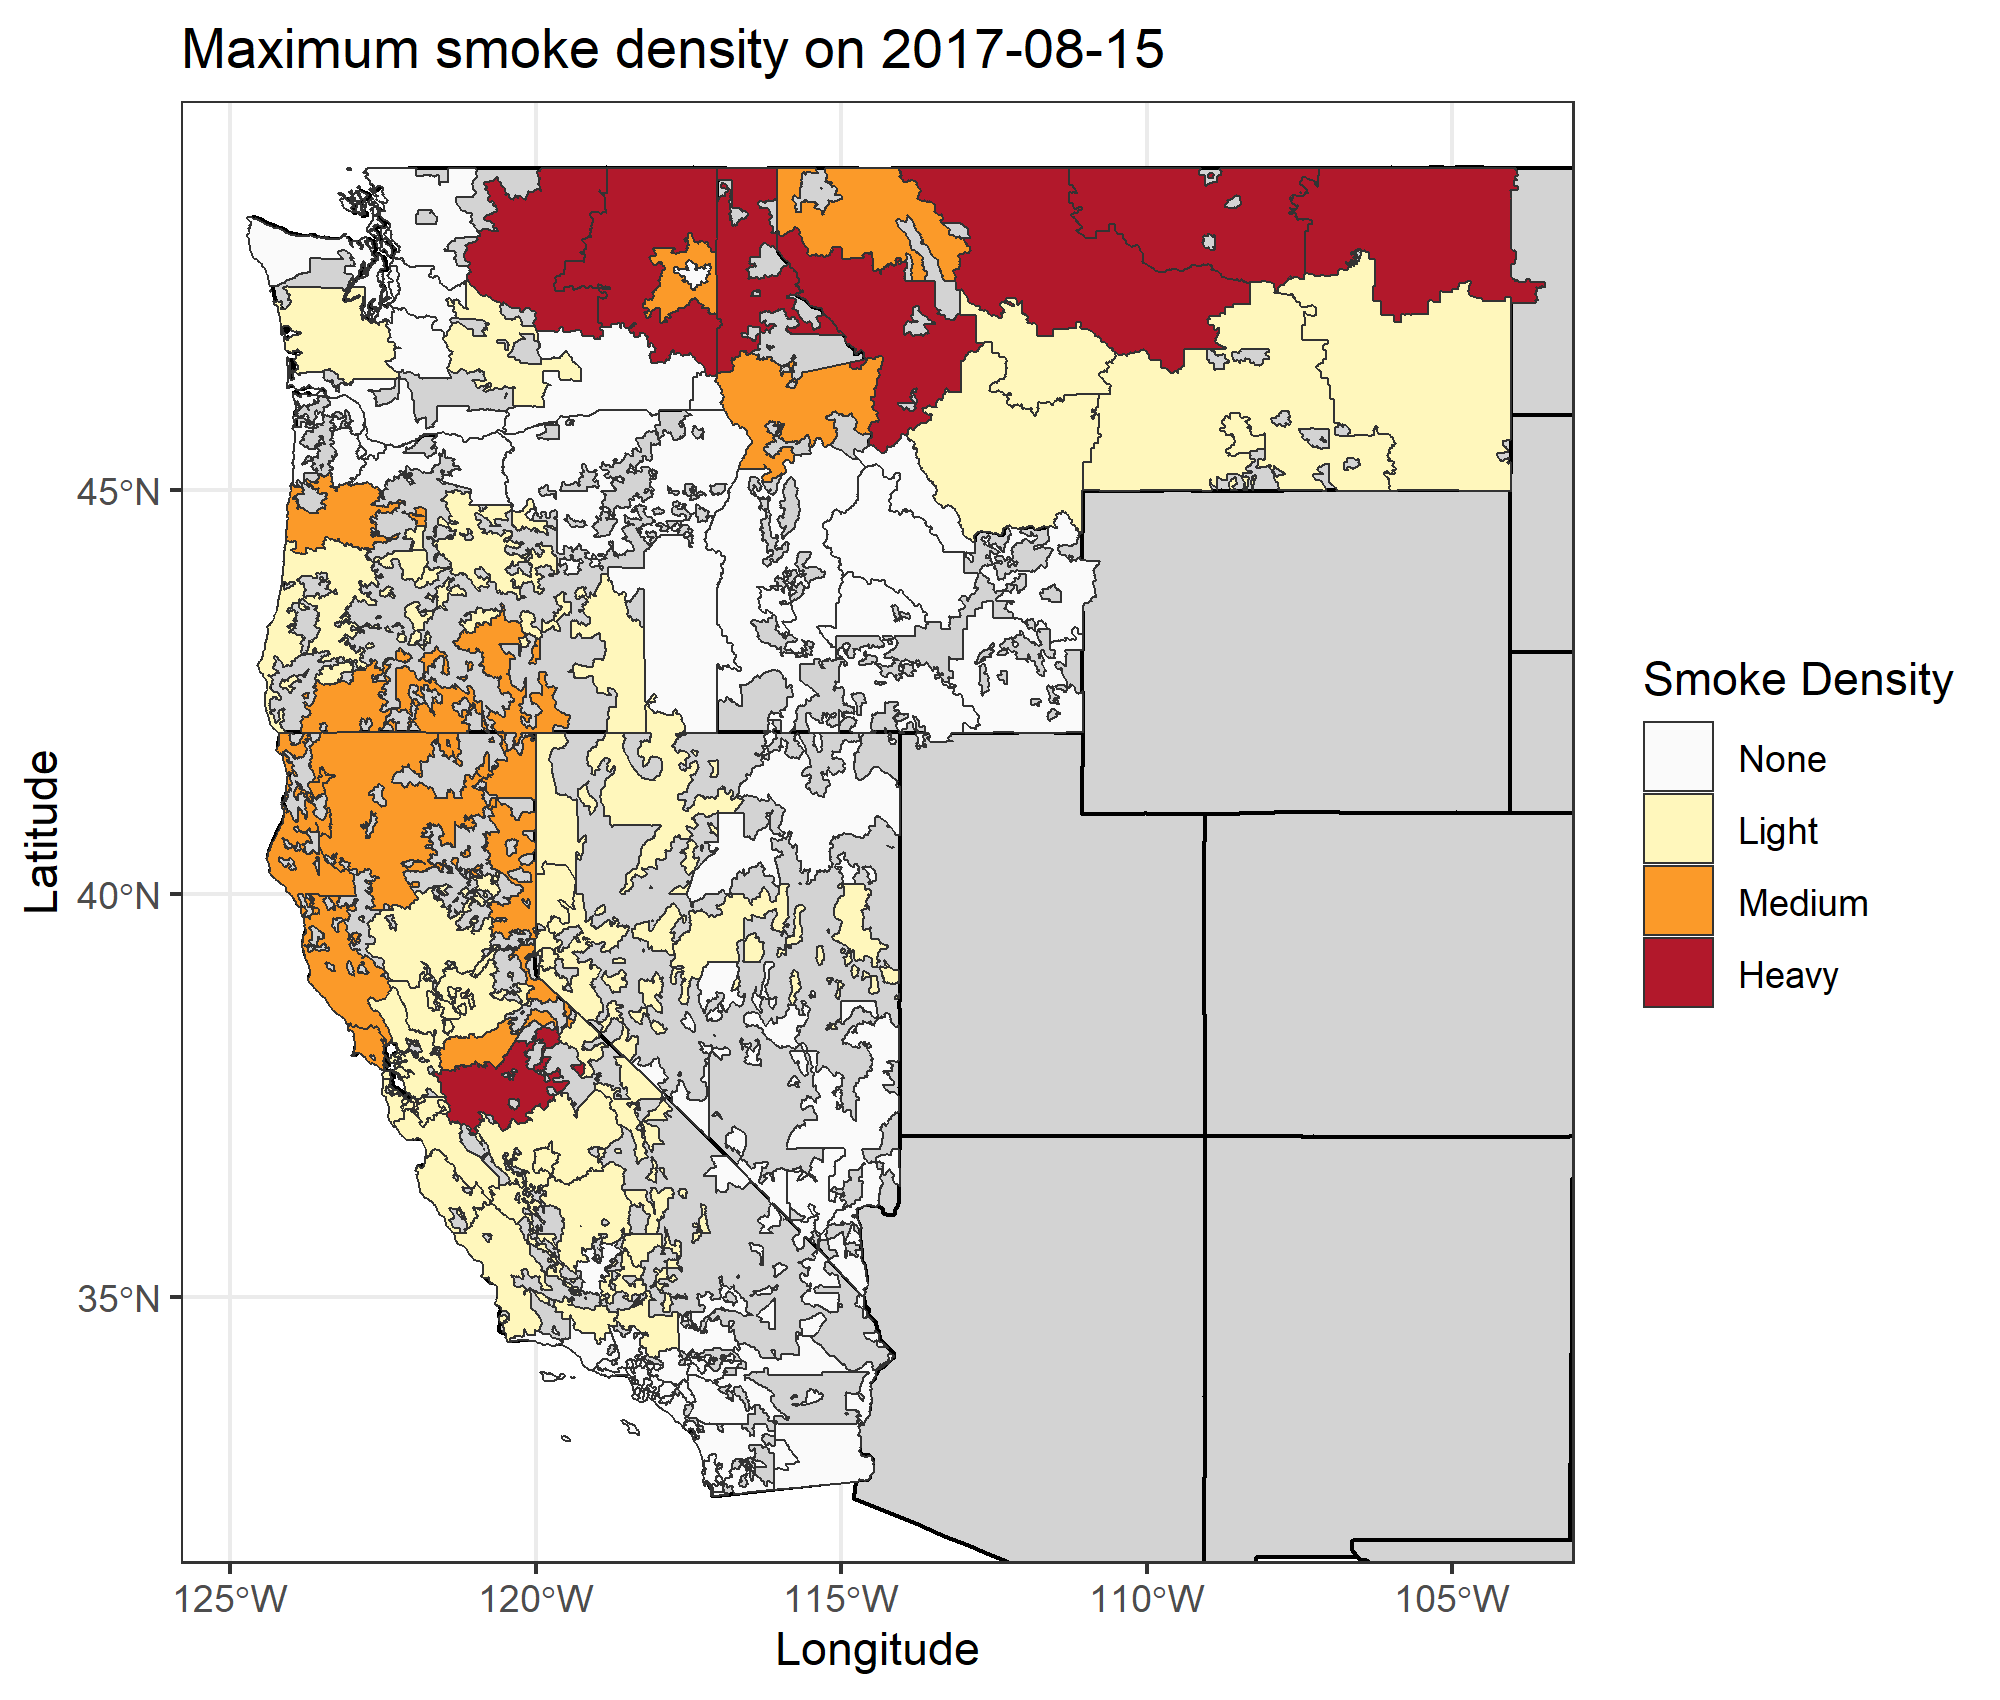 Maximum smoke density on 2017-08-15
45°N
40°N
35°N
Latitude
125°W
120°W
115°W
110°W
105°W
Longitude
Smoke Density
None
Light
Medium
Heavy